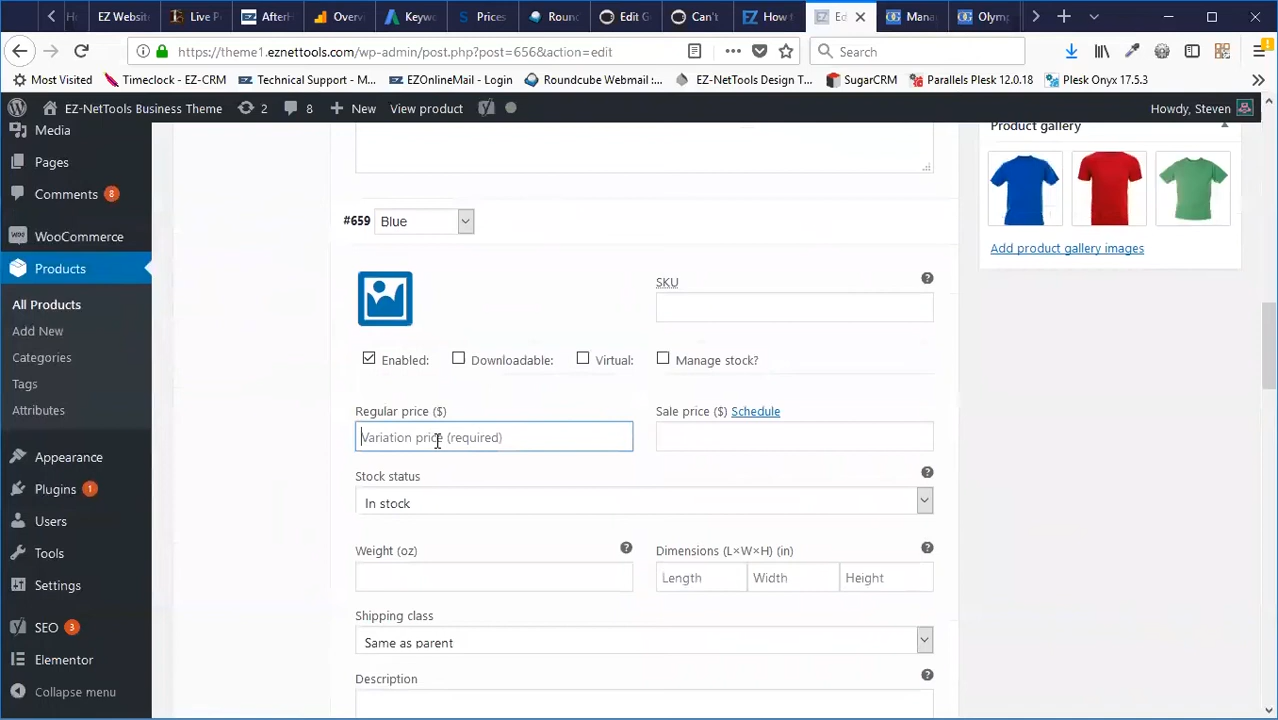 EZ Website
Live P
AfterH
Overv
Keyw
Prices
Roun
Edit G
Can't
How t
Ed
Mana
Olymp
https://theme1.eznettools.com/wp-admin/post.php?post=656&action=edit
Search
Most Visited
Timeclock - EZ-CRM
Technical Support - M...
EZOnlineMail - Login
Roundcube Webmail :...
EZ-NetTools Design T...
SugarCRM
Parallels Plesk 12.0.18
Plesk Onyx 17.5.3
EZ-NetTools Business Theme
2
8
New
View product
Howdy, Steven
Media
Pages
Comments 8
WooCommerce
Products
All Products
Add New
Categories
Tags
Attributes
Appearance
Plugins 1
Users
Tools
Settings
SEO 3
Elementor
Collapse menu
#659 Blue
SKU
Enabled:
Downloadable:
Virtual:
Manage stock?
Regular price ($)
Sale price ($) Schedule
Variation price (required)
Stock status
In stock
Weight (oz)
Dimensions (L×W×H) (in)
Length
Width
Height
Shipping class
Same as parent
Description
Product gallery
Add product gallery images